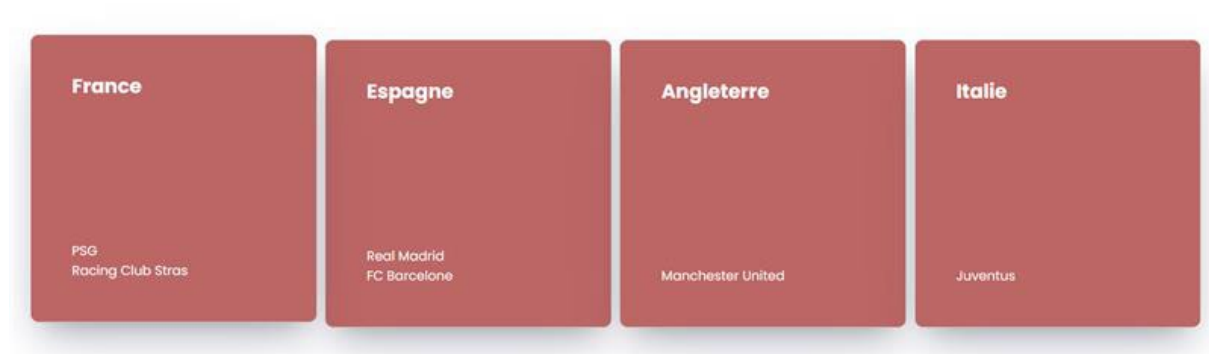 France
PSG
Racing Club Stras
Espagne
Real Madrid
FC Barcelone
Angleterre
Manchester United
Italie
Juventus